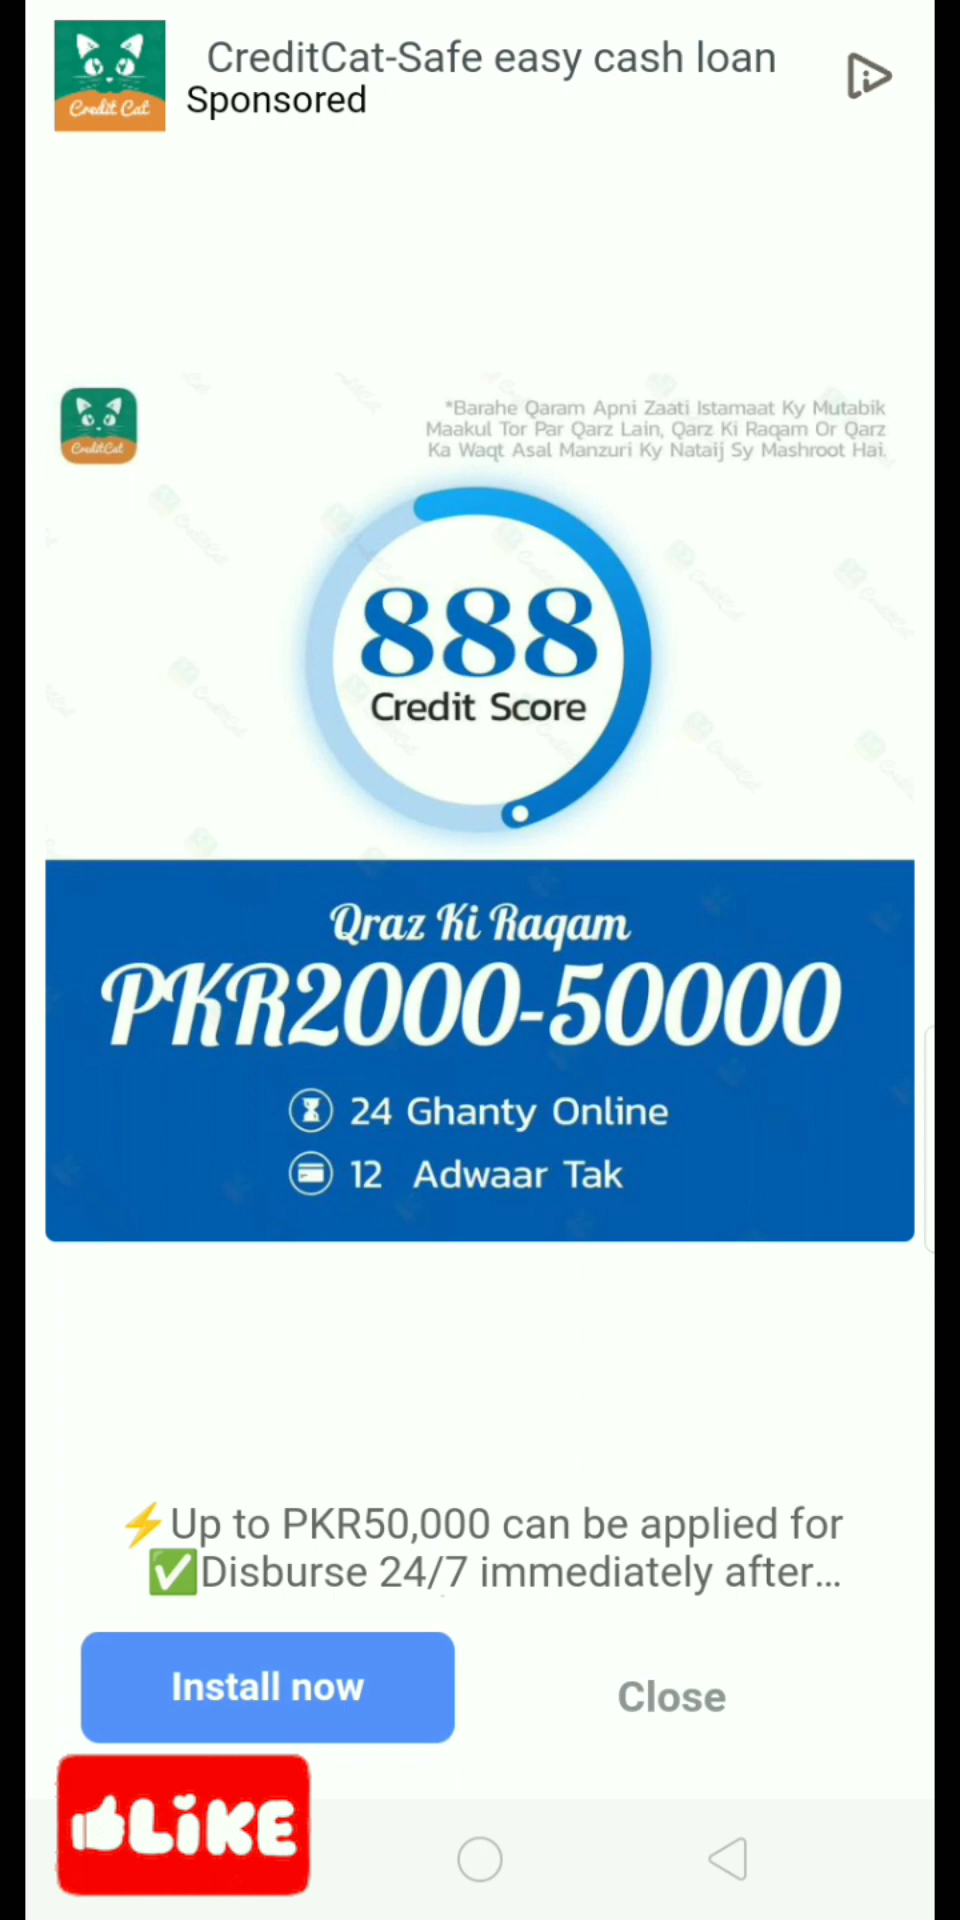 CreditCat-Safe easy cash loan
Sponsored
Credit Cat
CreditCat
*Barahe Qaram Apni Zaati Istamaat Ky Mutabik
Maakul Tor Par Qarz Lain, Qarz Ki Raqam Or Qarz
Ka Waqt Asal Manzuri Ky Nataij Sy Mashroot Hai.
888
Credit Score
Qraz Ki Raqam
PKR2000-50000
24 Ghanty Online
12 Adwaar Tak
⚡Up to PKR50,000 can be applied for
✅Disburse 24/7 immediately after...
Install now
Close
LiKE